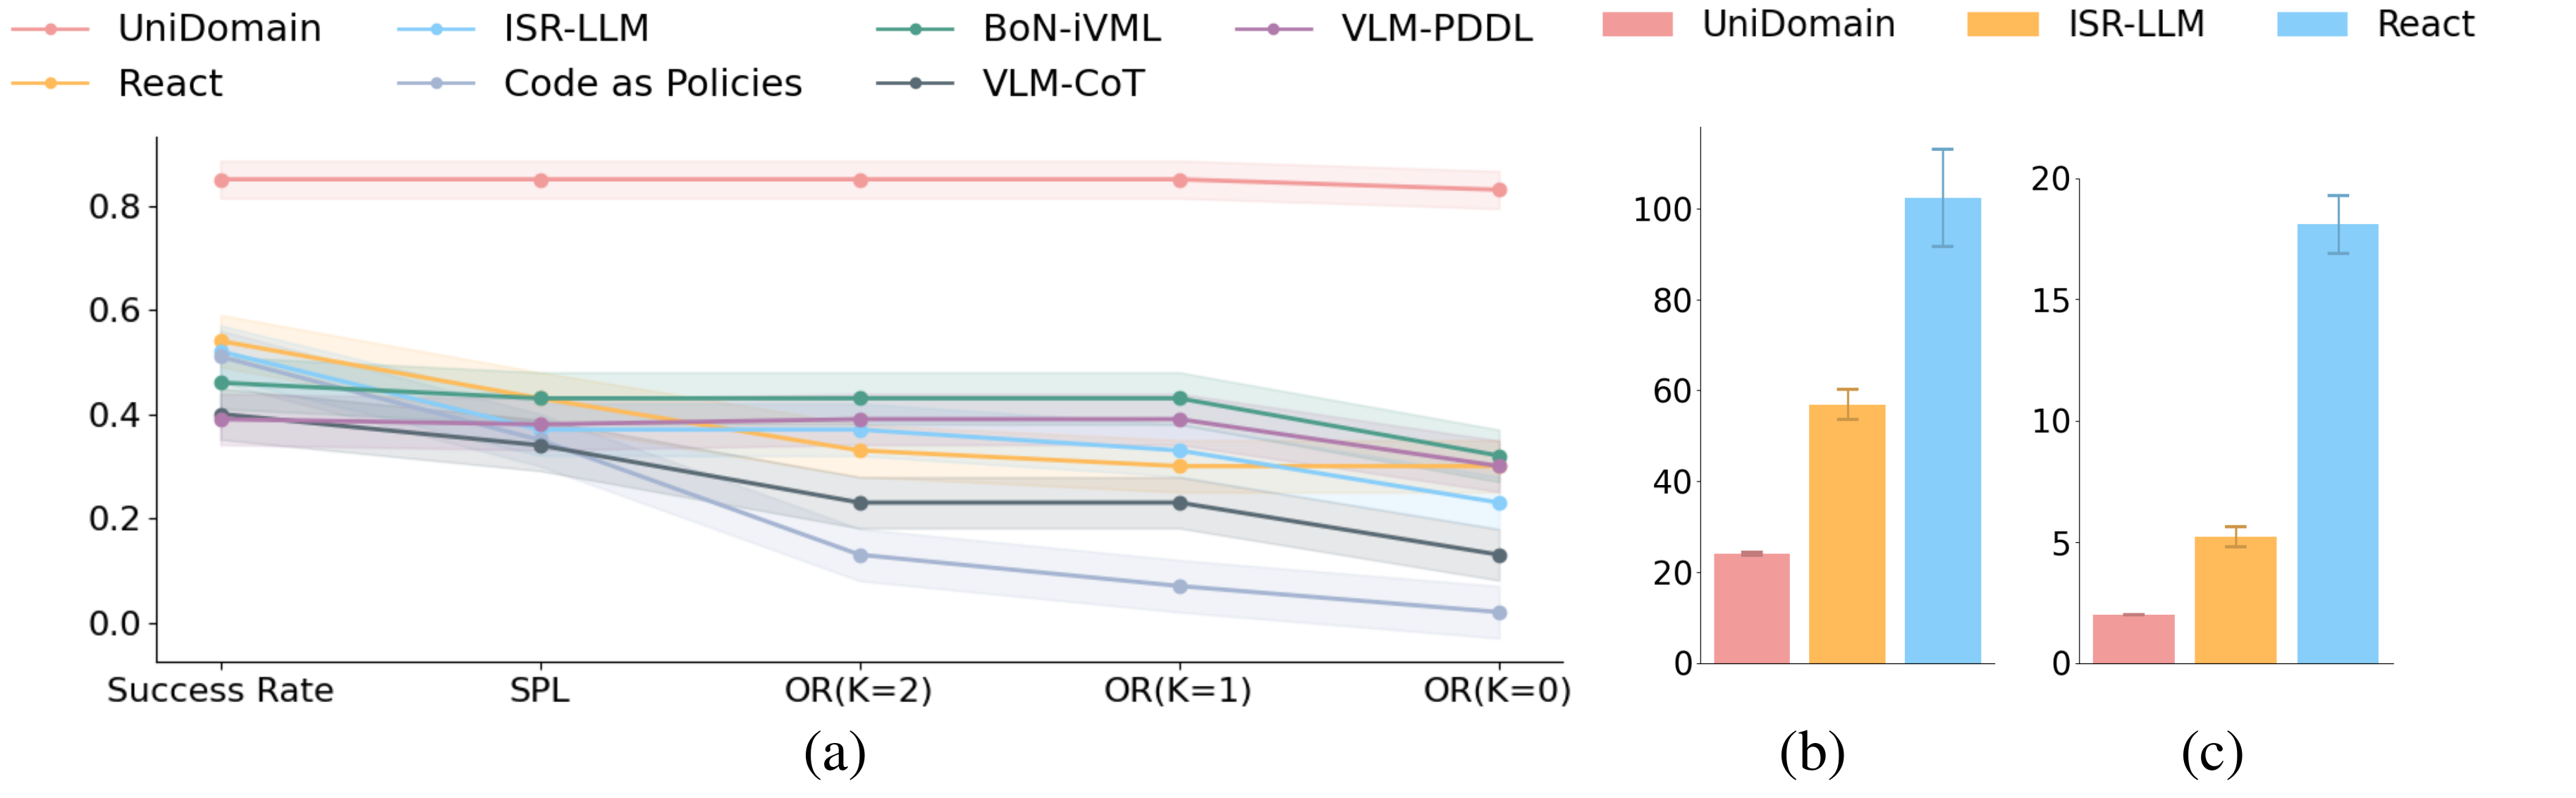 UniDomain ISR-LLM BoN-iVML VLM-PDDL
React Code as Policies VLM-CoT
0.8
0.6
0.4
0.2
0.0
Success Rate SPL OR(K=2) OR(K=1) OR(K=0)
(a)
UniDomain ISR-LLM React
100
80
60
40
20
0
(b)
20
15
10
5
0
(c)